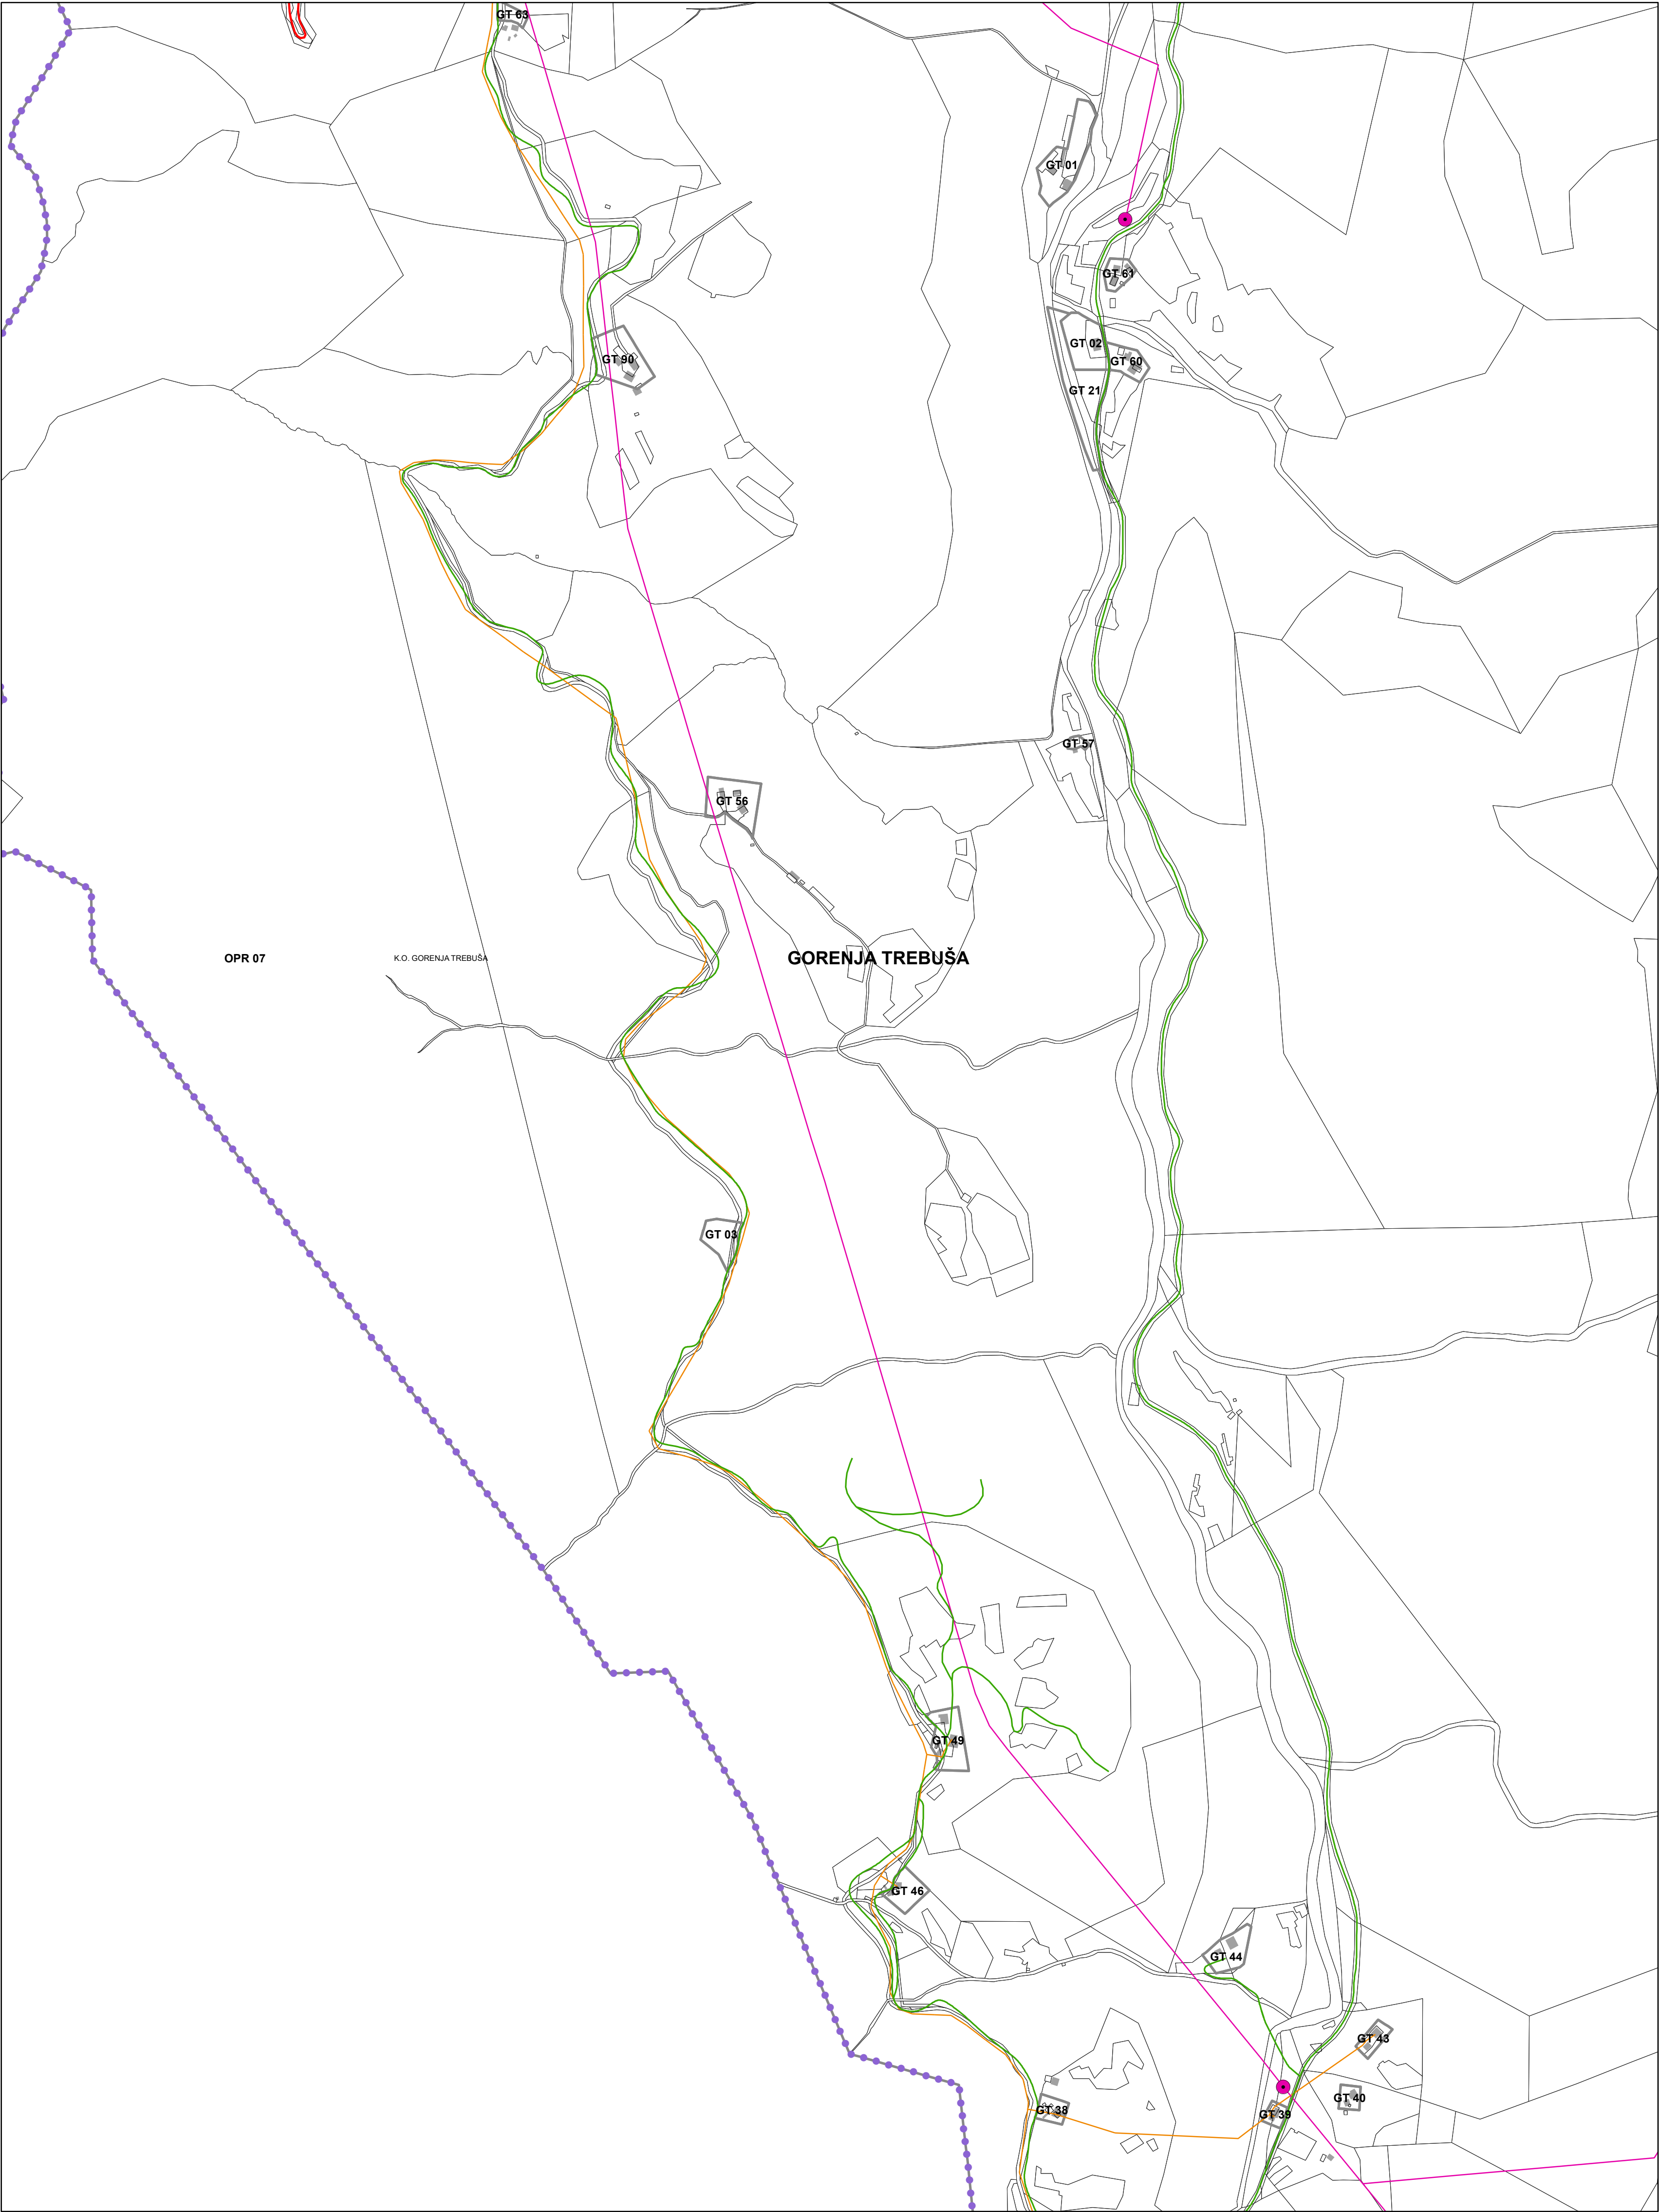 GT 63
GT 01
GT 61
GT 02
GT 90
GT 60
GT 21
GT 57
GT 56
OPR 07
K.O. GORENJA TREBUŠA
GORENJA TREBUŠA
GT 03
GT 49
GT 46
GT 44
GT 43
GT 40
GT 38
GT 39